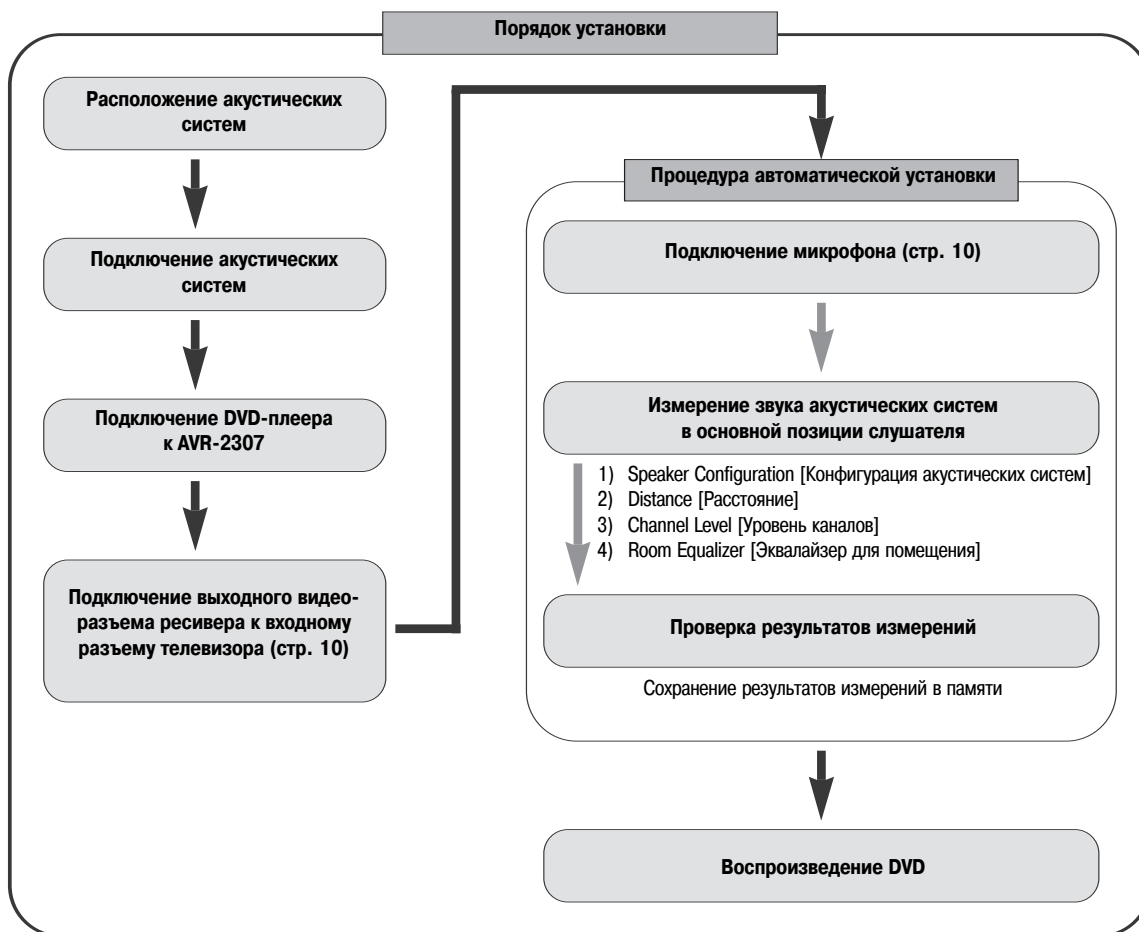 Порядок установки
Расположение акустических
систем
Подключение акустических
систем
Подключение DVD-плеера
к AVR-2307
Подключение выходного видео-
разъема ресивера к входному
разъему телевизора (стр. 10)
Процедура автоматической установки
Подключение микрофона (стр. 10)
Измерение звука акустических систем
в основной позиции слушателя
1) Speaker Configuration [Конфигурация акустических систем]
2) Distance [Расстояние]
3) Channel Level [Уровень каналов]
4) Room Equalizer [Эквалайзер для помещения]
Проверка результатов измерений
Сохранение результатов измерений в памяти
Воспроизведение DVD